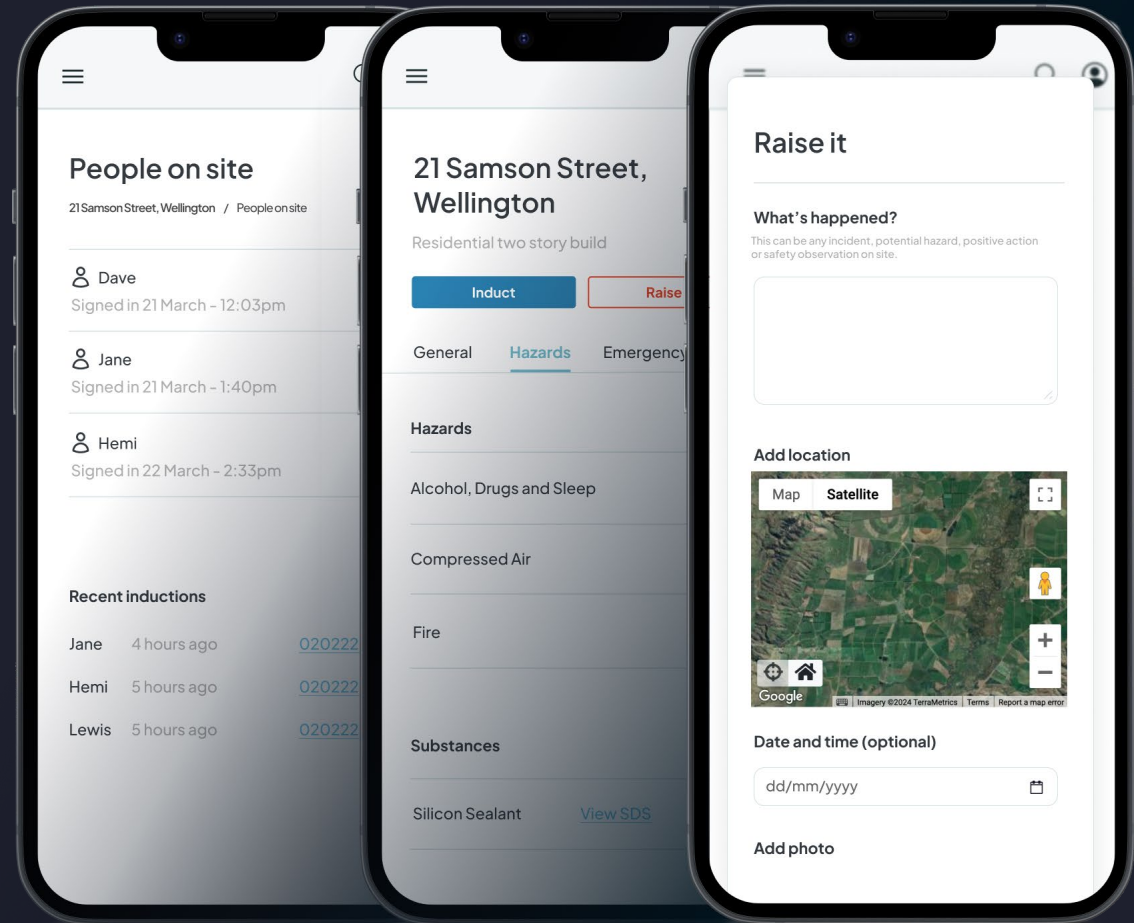 People on site
21 Samson Street, Wellington / People on site
Dave
Signed in 21 March - 12:03pm
Jane
Signed in 21 March - 1:40pm
Hemi
Signed in 22 March - 2:33pm
Recent inductions
Jane 4 hours ago 020222
Hemi 5 hours ago 020222
Lewis 5 hours ago 020222
21 Samson Street,
Wellington
Residential two story build
Induct Raise
General Hazards Emergency
Hazards
Alcohol, Drugs and Sleep
Compressed Air
Fire
Substances
Silicon Sealant View SDS
Raise it
What's happened?
This can be any incident, potential hazard, positive action
or safety observation on site.
Add location
Map Satellite
Google
Imagery ©2024 TerraMetrics Terms Report a map error
Date and time (optional)
dd/mm/yyyy
Add photo